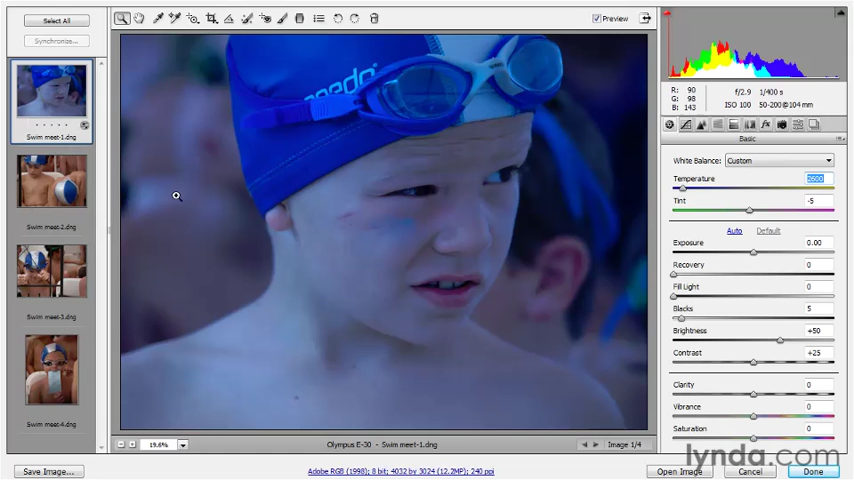 Select All
Synchronize...
Preview
Swim meet-1.dng
Swim meet-2.dng
Swim meet-3.dng
Swim meet-4.dng
speedo
R: 90
G: 98
B: 143
f/2.9 1/400 s
ISO 100 50-200@104 mm
Basic
White Balance: Custom
Temperature 2600
Tint -5
Auto Default
Exposure 0.00
Recovery 0
Fill Light 0
Blacks 5
Brightness +50
Contrast +25
Clarity 0
Vibrance 0
Saturation 0
19.6% Olympus E-30 - Swim meet-1.dng Image 1/4
lynda.com
Save Image... Adobe RGB (1998); 8 bit; 4032 by 3024 (12.2MP); 240 ppi Open Image Cancel Done